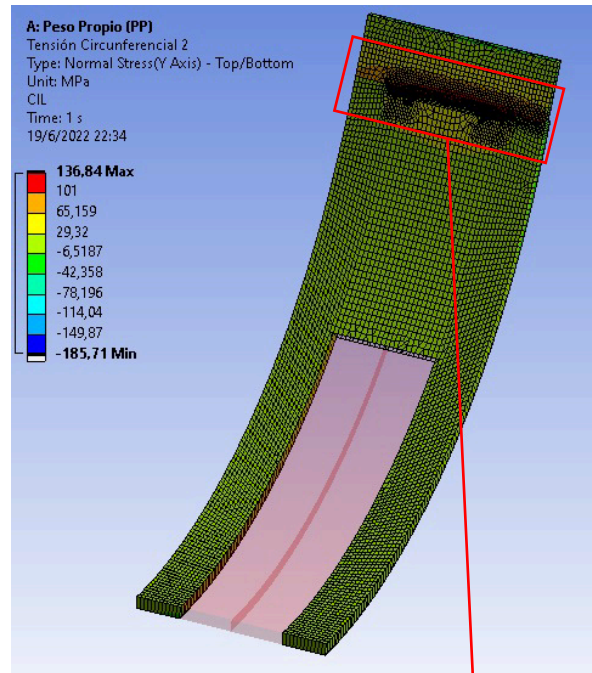 A: Peso Propio (PP)
Tensión Circunferencial 2
Type: Normal Stress(Y Axis) - Top/Bottom
Unit: MPa
CIL
Time: 1 s
19/6/2022 22:34
136,84 Max
101
65,159
29,32
-6,5187
-42,358
-78,196
-114,04
-149,87
-185,71 Min